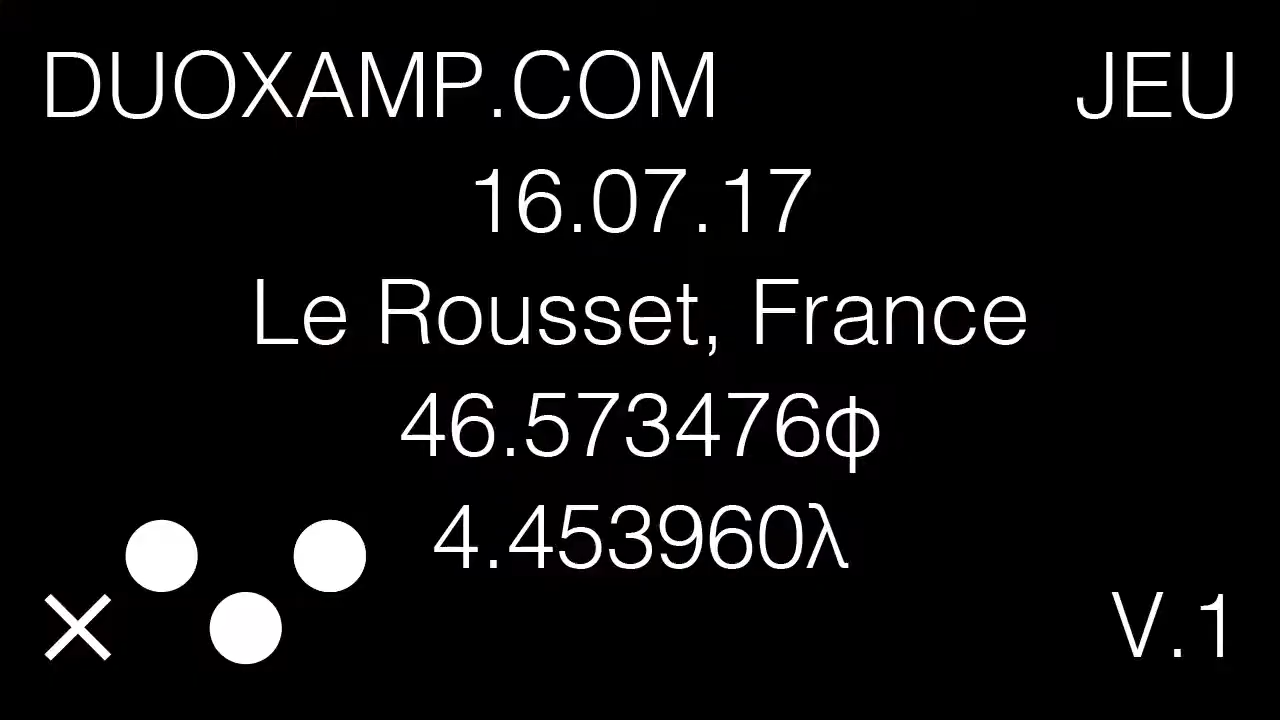 DUOXAMP.COM JEU
16.07.17
Le Rousset, France
46.573476φ
4.453960λ
V.1